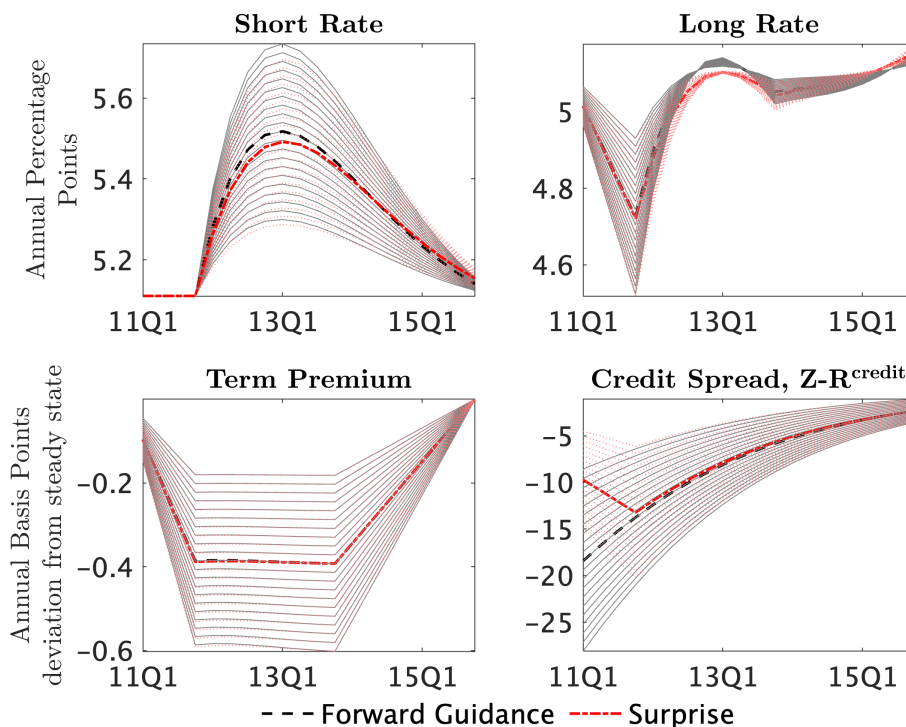 Short Rate
Long Rate
Annual Percentage
Points
5.6
5.4
5.2
5
4.8
4.6
11Q1 13Q1 15Q1
11Q1 13Q1 15Q1
Term Premium
Credit Spread, Z-R^credit
Annual Basis Points
deviation from steady state
-0.2
-0.4
-0.6
-5
-10
-15
-20
-25
11Q1 13Q1 15Q1
11Q1 13Q1 15Q1
Forward Guidance
Surprise